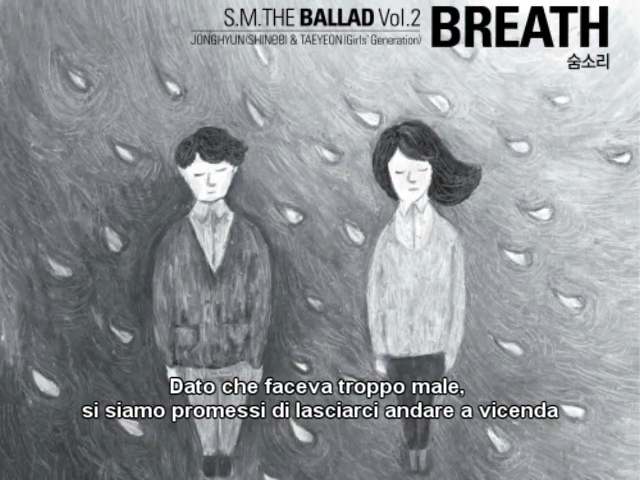 S.M.THE BALLAD Vol.2
JONGHYUN(SHINee) & TAEYEON(Girls' Generation)
BREATH
숨소리
Dato che faceva troppo male,
si siamo promessi di lasciarci andare a vicenda